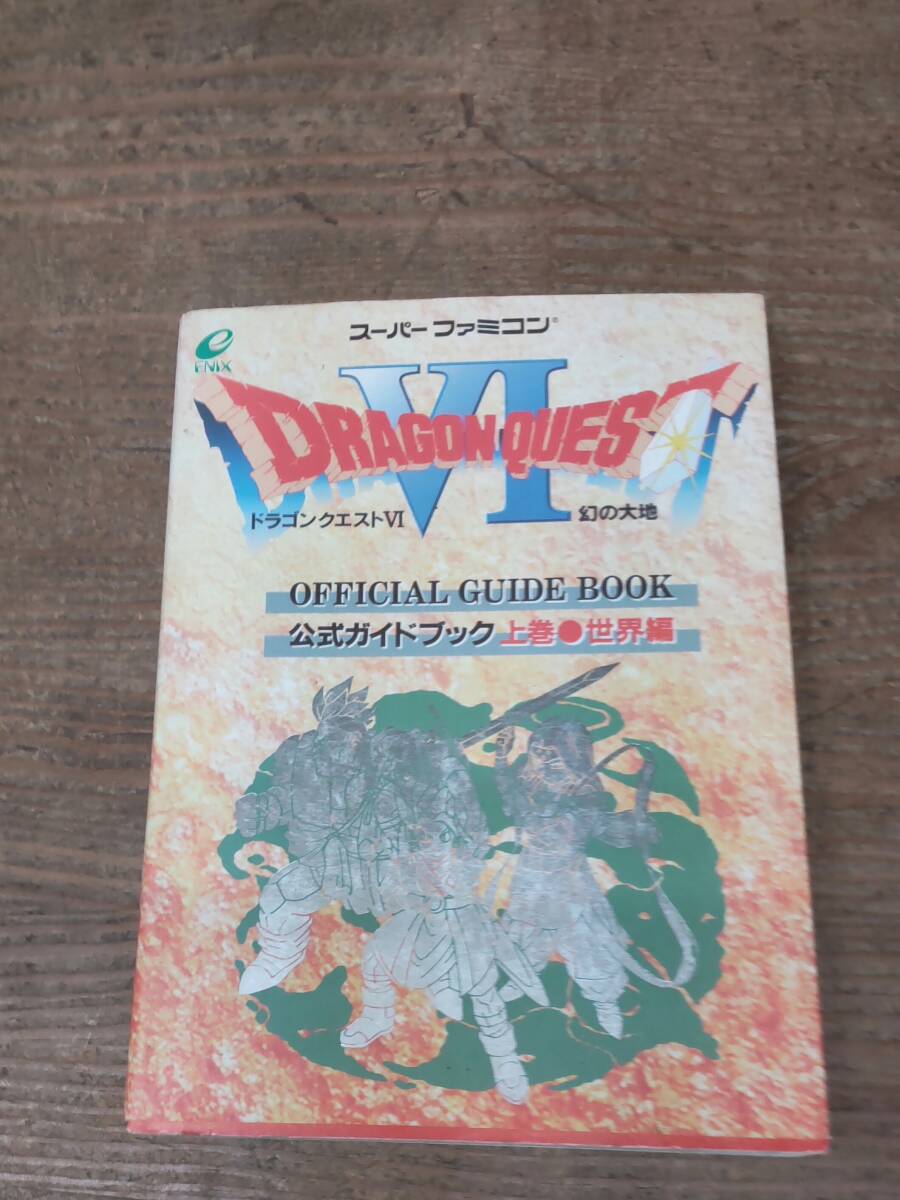 スーパーファミコン®
ENIX
VI
DRAGON QUEST
ドラゴンクエストVI 幻の大地
OFFICIAL GUIDE BOOK
公式ガイドブック 上巻●世界編